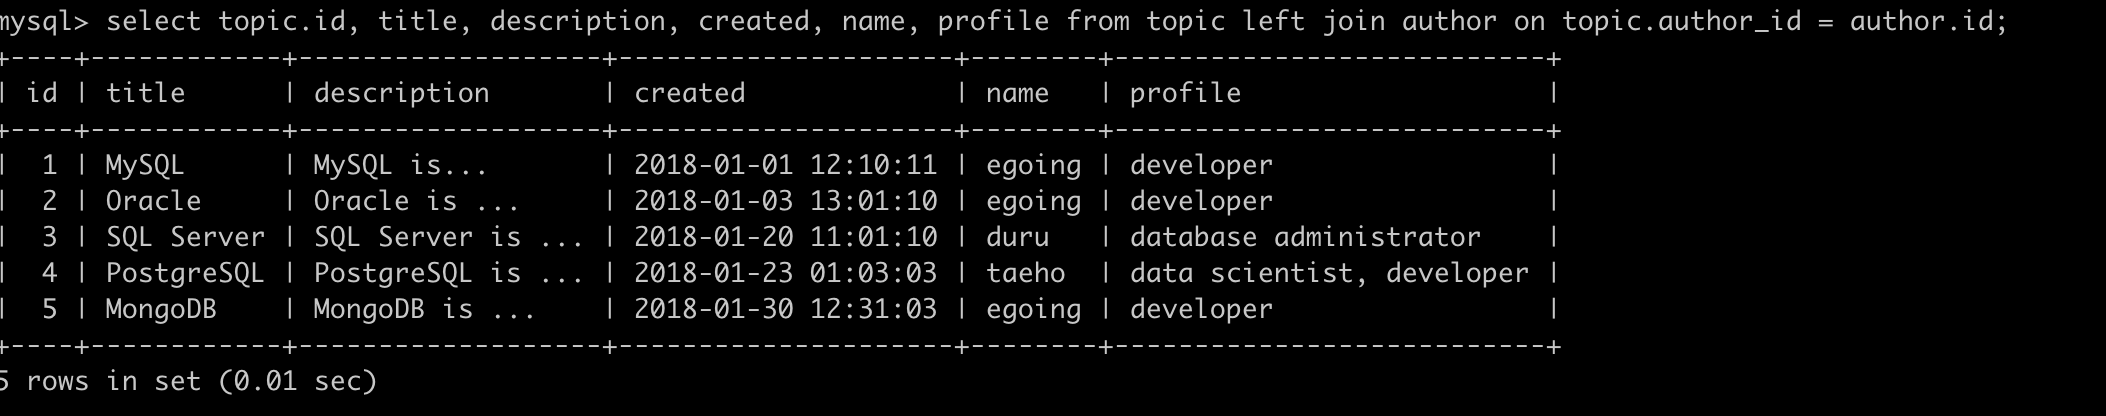 mysql> select topic.id, title, description, created, name, profile from topic left join author on topic.author_id = author.id;
+----+------------+-------------------+---------------------+--------+---------------------------+
| id | title      | description       | created             | name   | profile                   |
+----+------------+-------------------+---------------------+--------+---------------------------+
|  1 | MySQL      | MySQL is...       | 2018-01-01 12:10:11 | egoing | developer                 |
|  2 | Oracle     | Oracle is ...     | 2018-01-03 13:01:10 | egoing | developer                 |
|  3 | SQL Server | SQL Server is ... | 2018-01-20 11:01:10 | duru   | database administrator    |
|  4 | PostgreSQL | PostgreSQL is ... | 2018-01-23 01:03:03 | taeho  | data scientist, developer |
|  5 | MongoDB    | MongoDB is ...    | 2018-01-30 12:31:03 | egoing | developer                 |
+----+------------+-------------------+---------------------+--------+---------------------------+
5 rows in set (0.01 sec)